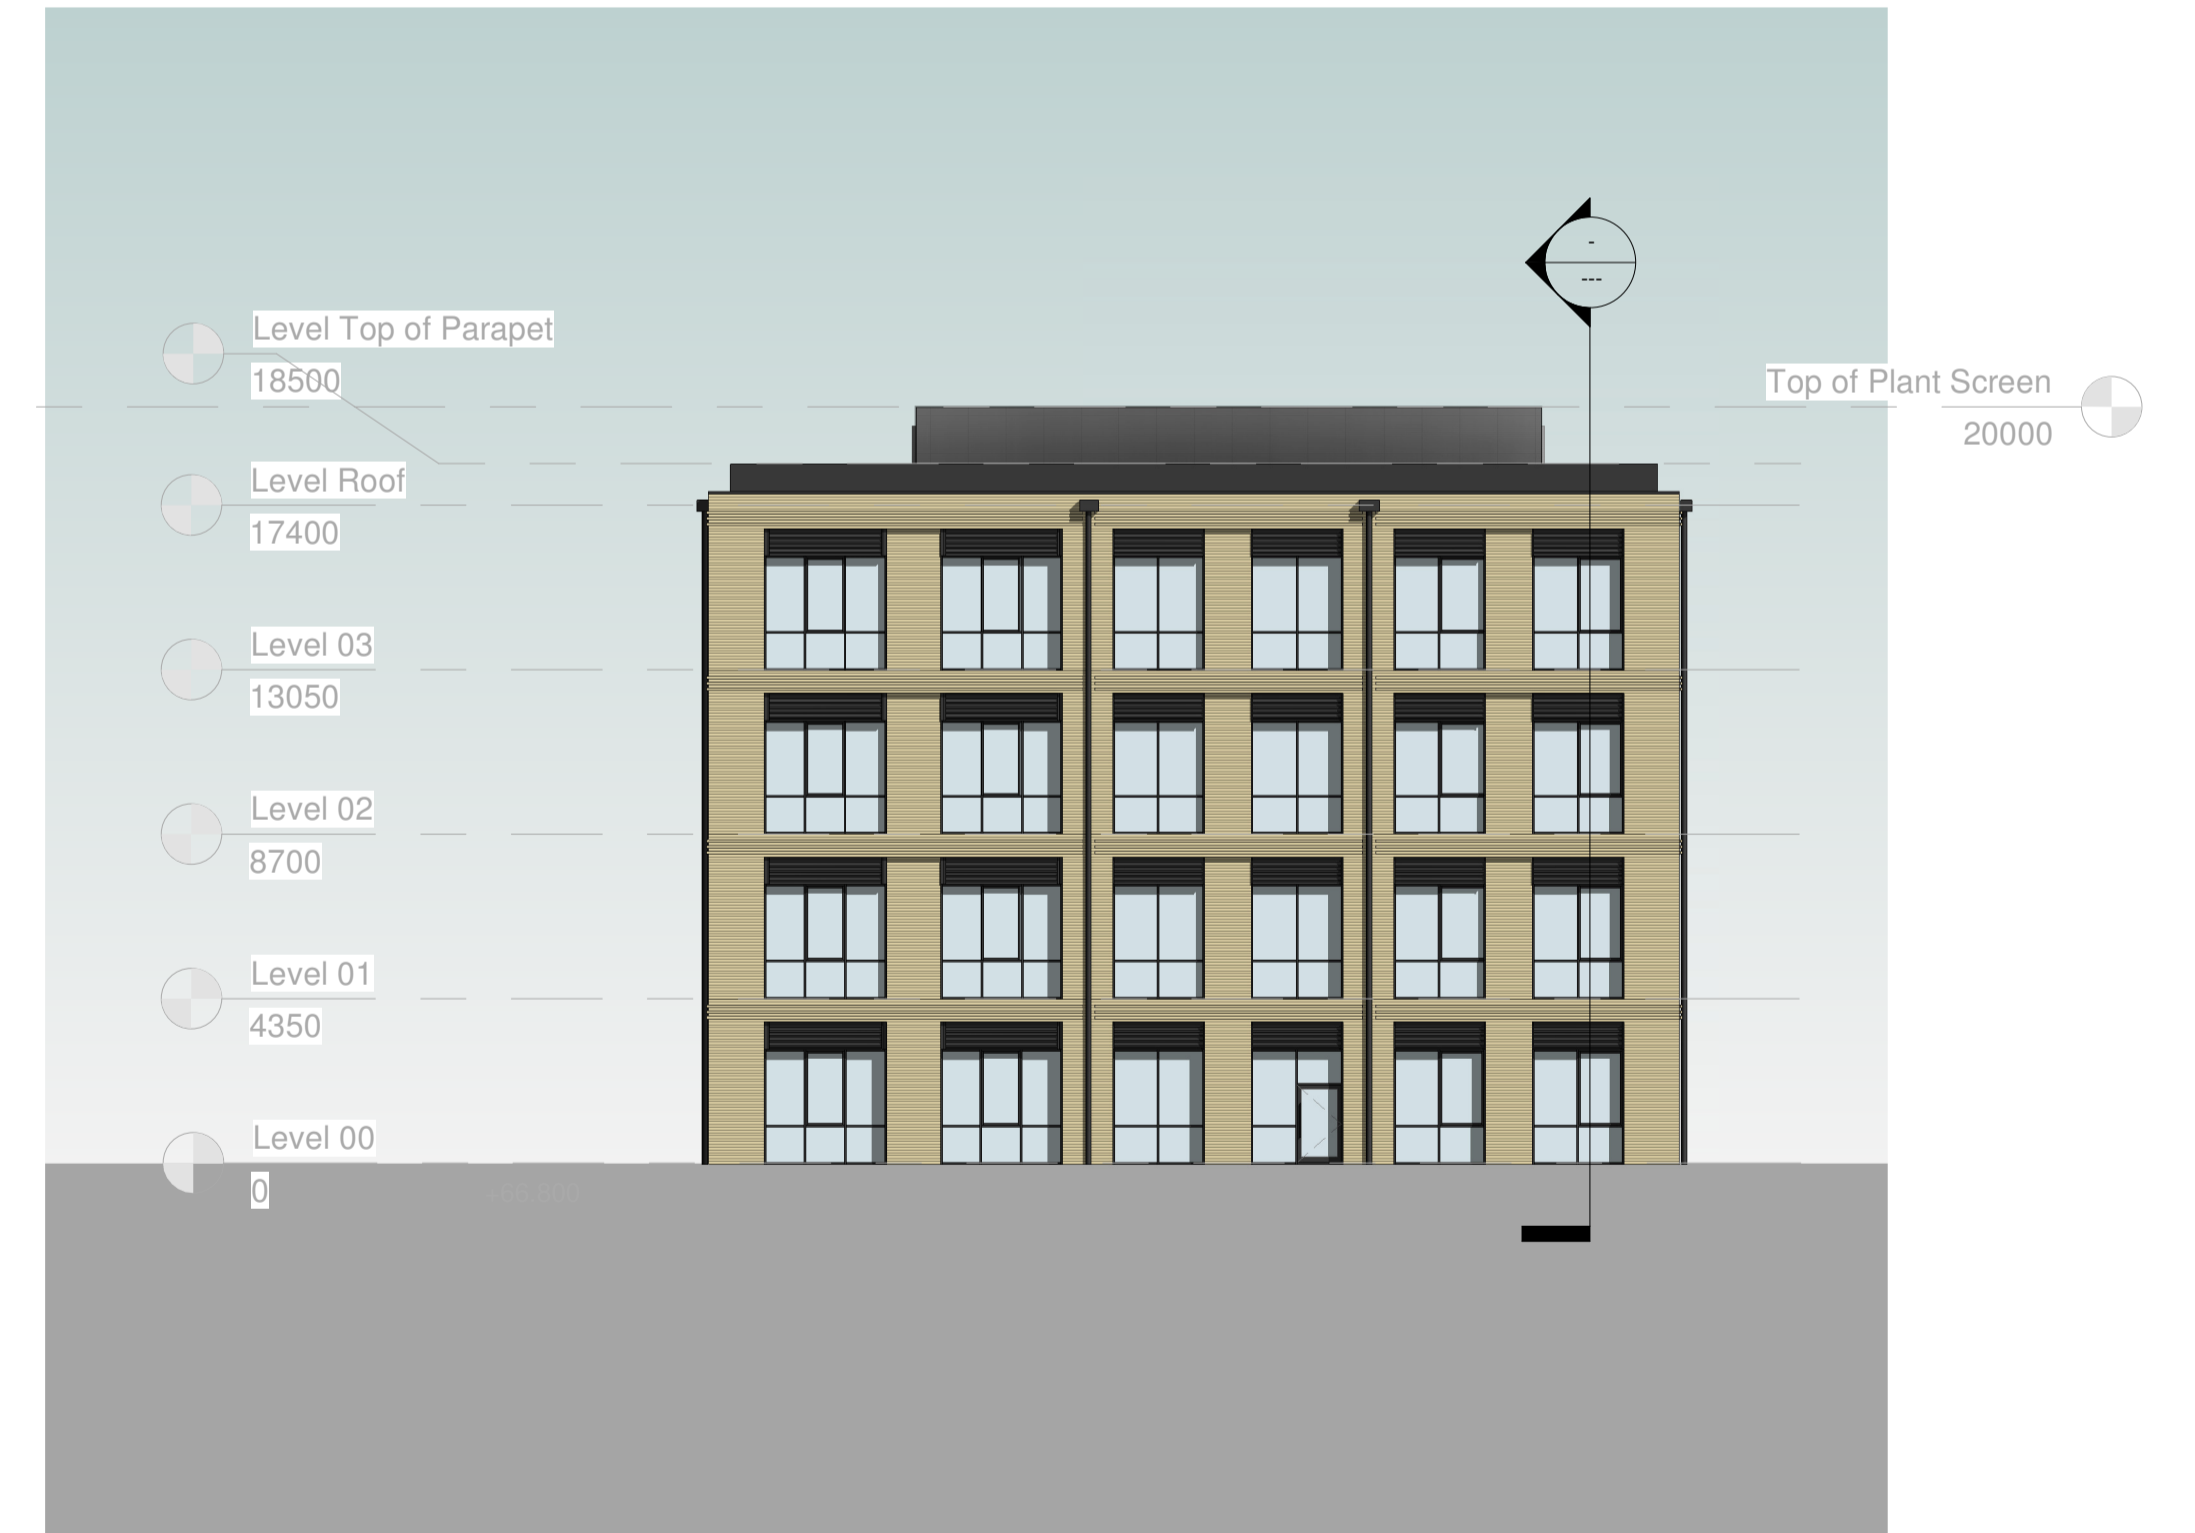 -
---
Level Top of Parapet
18500
Top of Plant Screen
20000
Level Roof
17400
Level 03
13050
Level 02
8700
Level 01
4350
Level 00
0